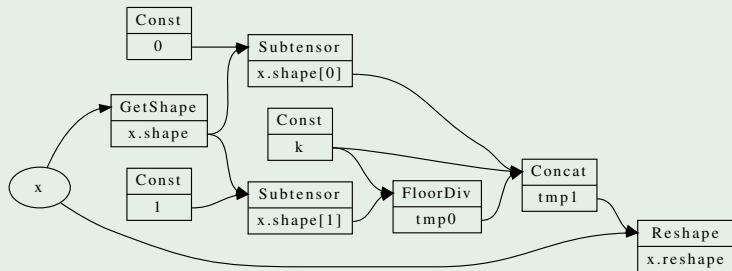 Const
0
Subtensor
x.shape[0]
GetShape
x.shape
Const
k
x
Const
1
Subtensor
x.shape[1]
FloorDiv
tmp0
Concat
tmp1
Reshape
x.reshape